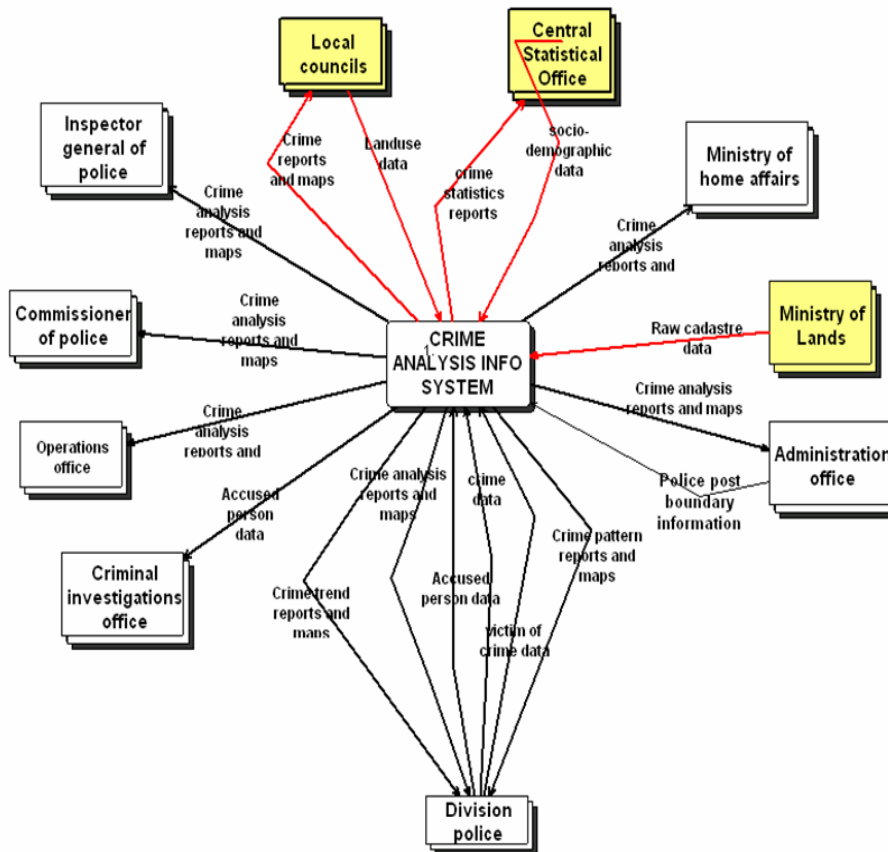 Local
councils
Central
Statistical
Office
Inspector
general of
police
Ministry of
home affairs
Crime
reports
and maps
Landuse
data
crime
statistics
reports
socio-
demographic
data
Crime
analysis
reports and
maps
Crime
analysis
reports and
Commissioner
of police
Crime
analysis
reports and
maps
Ministry of
Lands
Raw cadastre
data
1
CRIME
ANALYSIS INFO
SYSTEM
Operations
office
Crime
analysis
reports and
Crime analysis
reports and maps
Administration
office
Police post
boundary
information
Criminal
investigations
office
Accused
person
data
Crime analysis
reports and
maps
crime
data
Crime pattern
reports and
maps
Crime trend
reports and
maps
Accused
person data
victim of
crime data
Division
police